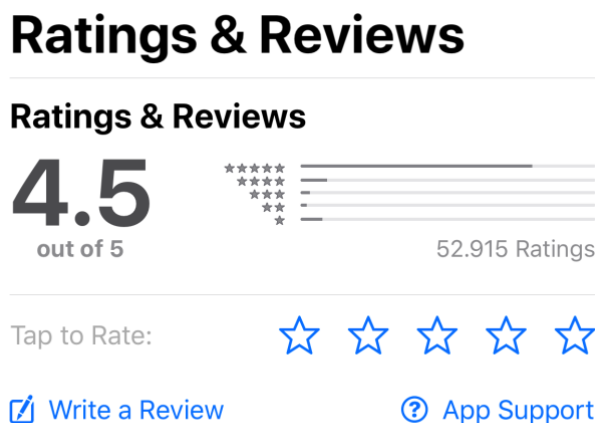 Ratings & Reviews
Ratings & Reviews
4.5
out of 5
52.915 Ratings
Tap to Rate:
Write a Review
App Support